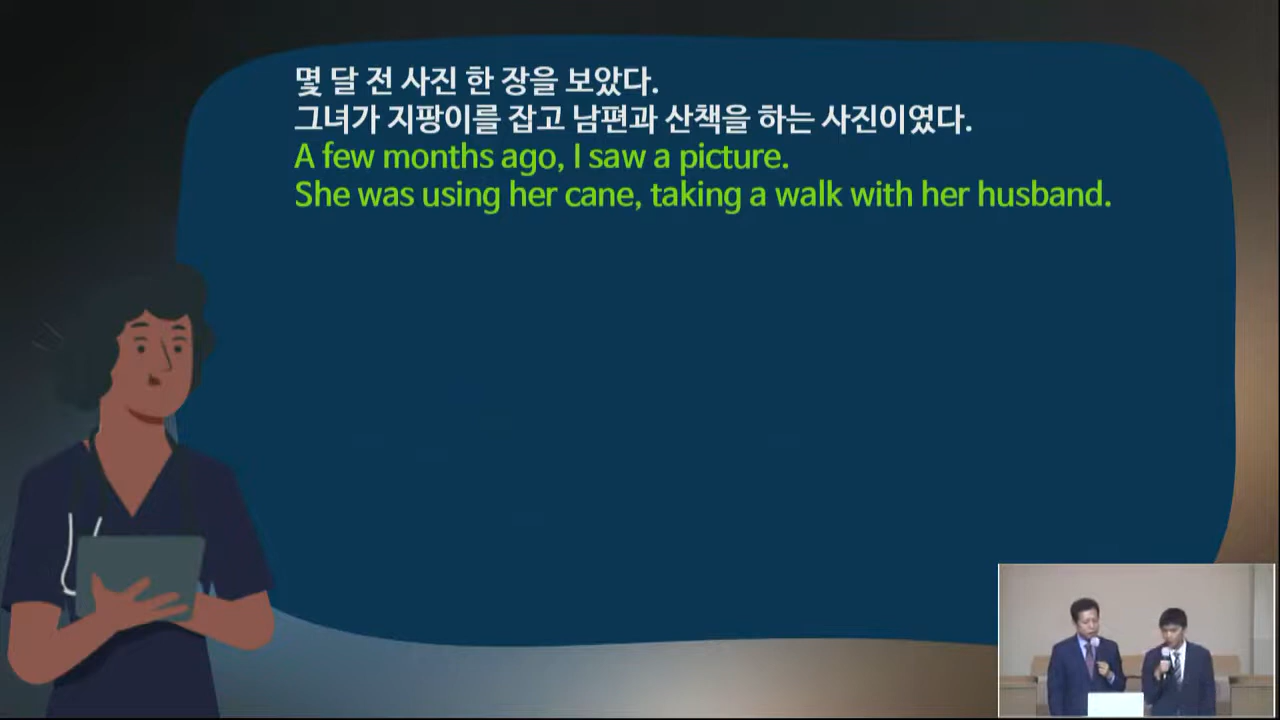 몇 달 전 사진 한 장을 보았다.
그녀가 지팡이를 잡고 남편과 산책을 하는 사진이였다.
A few months ago, I saw a picture.
She was using her cane, taking a walk with her husband.